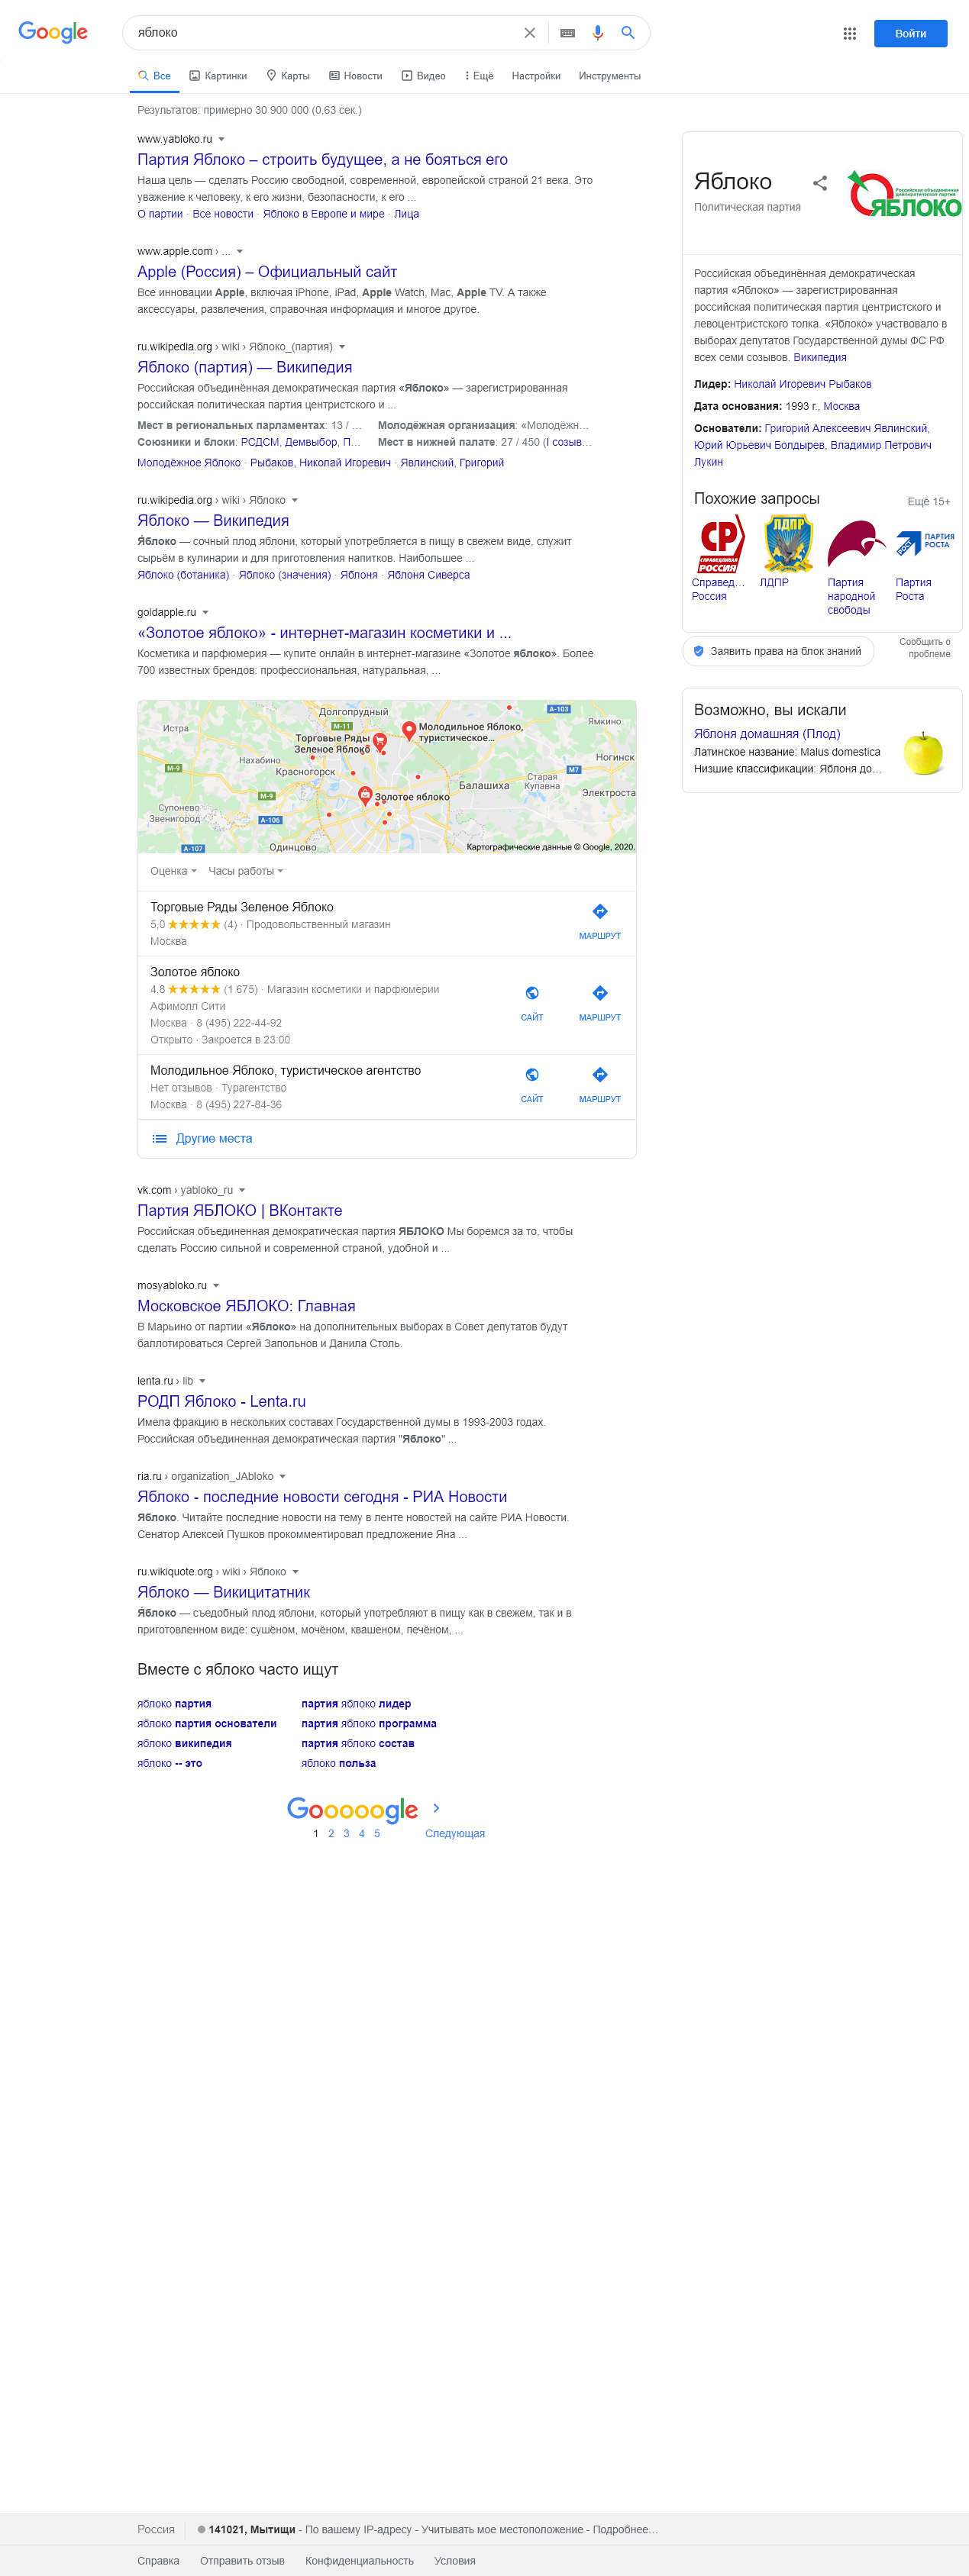 Google
яблоко
Войти
Все
Картинки
Карты
Новости
Видео
Ещё
Настройки
Инструменты
Результатов: примерно 30 900 000 (0,63 сек.)
www.yabloko.ru
Партия Яблоко – строить будущее, а не бояться его
Наша цель — сделать Россию свободной, современной, европейской страной 21 века. Это
уважение к человеку, к его жизни, безопасности, к его ...
О партии · Все новости · Яблоко в Европе и мире · Лица
www.apple.com › ...
Apple (Россия) – Официальный сайт
Все инновации Apple, включая iPhone, iPad, Apple Watch, Mac, Apple TV. А также
аксессуары, развлечения, справочная информация и многое другое.
ru.wikipedia.org › wiki › Яблоко_(партия)
Яблоко (партия) — Википедия
Российская объединённая демократическая партия «Яблоко» — зарегистрированная
российская политическая партия центристского и ...
Мест в региональных парламентах: 13 / …
Молодёжная организация: «Молодёжн…
Союзники и блоки: РСДСМ, Демвыбор, П…
Мест в нижней палате: 27 / 450 (I созыв…
Молодёжное Яблоко · Рыбаков, Николай Игоревич · Явлинский, Григорий
ru.wikipedia.org › wiki › Яблоко
Яблоко — Википедия
Я́блоко — сочный плод яблони, который употребляется в пищу в свежем виде, служит
сырьём в кулинарии и для приготовления напитков. Наибольшее ...
Яблоко (ботаника) · Яблоко (значения) · Яблоня · Яблоня Сиверса
goldapple.ru
«Золотое яблоко» - интернет-магазин косметики и ...
Косметика и парфюмерия — купите онлайн в интернет-магазине «Золотое яблоко». Более
700 известных брендов: профессиональная, натуральная, ...
Долгопрудный
А-103
Истра
М-11
Молодильное Яблоко,
туристическое...
Ямкино
Торговые Ряды
Зеленое Яблоко
Нахабино
Ногинск
М-9
Красногорск
М7
Старая
Купавна
Балашиха
Электроста
М-9
Золотое яблоко
Супонево
Звенигород
А-106
А-107
Одинцово
Картографические данные © Google, 2020.
Оценка
Часы работы
Торговые Ряды Зеленое Яблоко
5,0 ★★★★★ (4) · Продовольственный магазин
Москва
МАРШРУТ
Золотое яблоко
4,8 ★★★★★ (1 675) · Магазин косметики и парфюмерии
Афимолл Сити
Москва · 8 (495) 222-44-92
Открыто · Закроется в 23:00
САЙТ
МАРШРУТ
Молодильное Яблоко, туристическое агентство
Нет отзывов · Турагентство
Москва · 8 (495) 227-84-36
САЙТ
МАРШРУТ
Другие места
vk.com › yabloko_ru
Партия ЯБЛОКО | ВКонтакте
Российская объединенная демократическая партия ЯБЛОКО Мы боремся за то, чтобы
сделать Россию сильной и современной страной, удобной и ...
mosyabloko.ru
Московское ЯБЛОКО: Главная
В Марьино от партии «Яблоко» на дополнительных выборах в Совет депутатов будут
баллотироваться Сергей Запольнов и Данила Столь.
lenta.ru › lib
РОДП Яблоко - Lenta.ru
Имела фракцию в нескольких составах Государственной думы в 1993-2003 годах.
Российская объединенная демократическая партия "Яблоко" ...
ria.ru › organization_JAbloko
Яблоко - последние новости сегодня - РИА Новости
Яблоко. Читайте последние новости на тему в ленте новостей на сайте РИА Новости.
Сенатор Алексей Пушков прокомментировал предложение Яна ...
ru.wikiquote.org › wiki › Яблоко
Яблоко — Викицитатник
Я́блоко — съедобный плод яблони, который употребляют в пищу как в свежем, так и в
приготовленном виде: сушёном, мочёном, квашеном, печёном, ...
Вместе с яблоко часто ищут
яблоко партия
партия яблоко лидер
яблоко партия основатели
партия яблоко программа
яблоко википедия
партия яблоко состав
яблоко -- это
яблоко польза
Gooooogle
1 2 3 4 5
Следующая
Яблоко
Политическая партия
Российская объединённая
демократическая партия
ЯБЛОКО
Российская объединённая демократическая
партия «Яблоко» — зарегистрированная
российская политическая партия центристского и
левоцентристского толка. «Яблоко» участвовало в
выборах депутатов Государственной думы ФС РФ
всех семи созывов. Википедия
Лидер: Николай Игоревич Рыбаков
Дата основания: 1993 г., Москва
Основатели: Григорий Алексеевич Явлинский,
Юрий Юрьевич Болдырев, Владимир Петрович
Лукин
Похожие запросы
Ещё 15+
СР
СПРАВЕДЛИВАЯ
РОССИЯ
ЛДПР
ПАРТИЯ
РОСТА
Справед…
Россия
ЛДПР
Партия
народной
свободы
Партия
Роста
Заявить права на блок знаний
Сообщить о
проблеме
Возможно, вы искали
Яблоня домашняя (Плод)
Латинское название: Malus domestica
Низшие классификации: Яблоня до…
Россия
141021, Мытищи - По вашему IP-адресу - Учитывать мое местоположение - Подробнее…
Справка
Отправить отзыв
Конфиденциальность
Условия